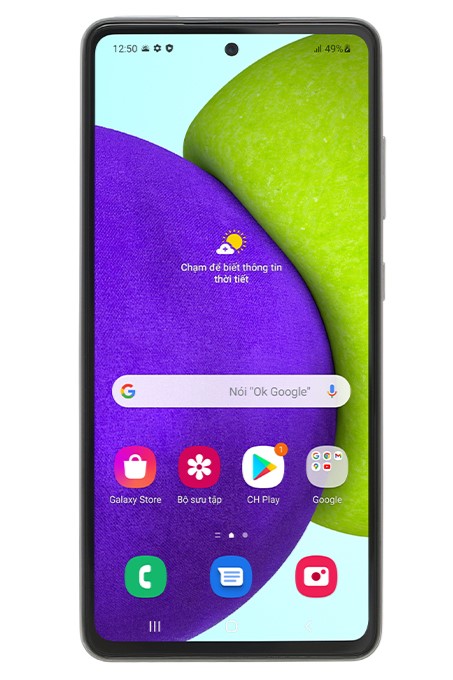 12:50
49%
Chạm để biết thông tin
thời tiết
Nói "Ok Google"
1
Galaxy Store
Bộ sưu tập
CH Play
Google